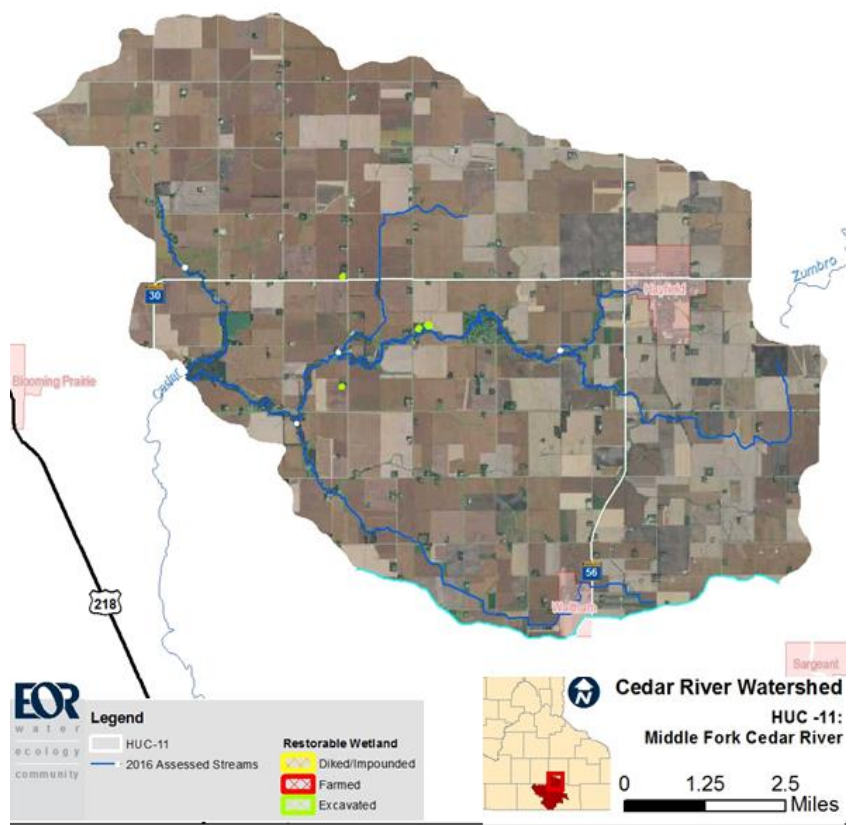 Zumbro
Hayfield
30
Blooming Prairie
Cedar
218
56
Waltham
Sargeant
EOR
water
ecology
community
Legend
HUC-11
2016 Assessed Streams
Restorable Wetland
Diked/Impounded
Farmed
Excavated
Cedar River Watershed
HUC -11:
Middle Fork Cedar River
0 1.25 2.5
Miles